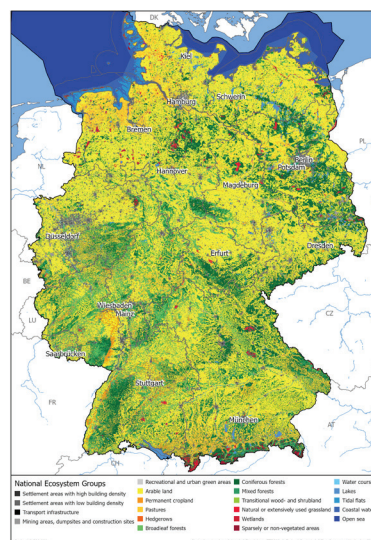 DK
Kiel
Hamburg
Schwerin
Bremen
Berlin
Potsdam
PL
NL
Hannover
Magdeburg
Düsseldorf
Erfurt
Dresden
BE
LU
Wiesbaden
Mainz
CZ
Saarbrücken
Stuttgart
FR
München
AT
CH
National Ecosystem Groups
Settlement areas with high building density
Settlement areas with low building density
Transport infrastructure
Mining areas, dumpsites and construction sites
Recreational and urban green areas
Arable land
Permanent cropland
Pastures
Hedgerows
Broadleaf forests
Coniferous forests
Mixed forests
Transitional wood- and shrubland
Natural or extensively used grassland
Wetlands
Sparsely or non-vegetated areas
Water cours
Lakes
Tidal flats
Coastal wate
Open sea